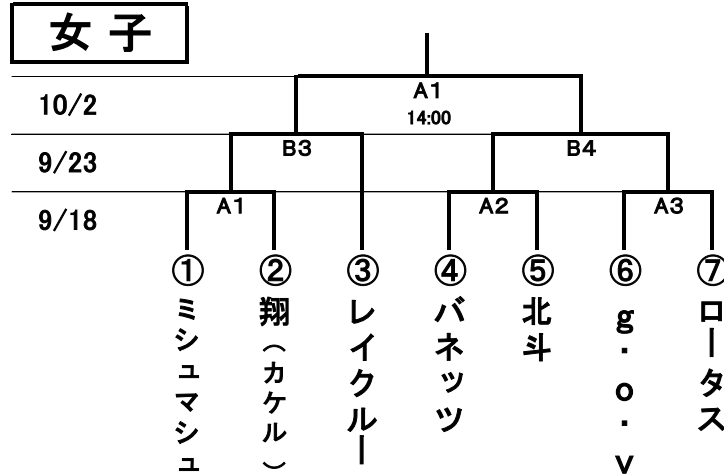 女子
10/2
A1
14:00
9/23
B3
B4
9/18
A1
A2
A3
①
②
③
④
⑤
⑥
⑦
ミシュマシュ
翔（カケル）
レイクルー
バネッツ
北斗
g・o・v
ロータス